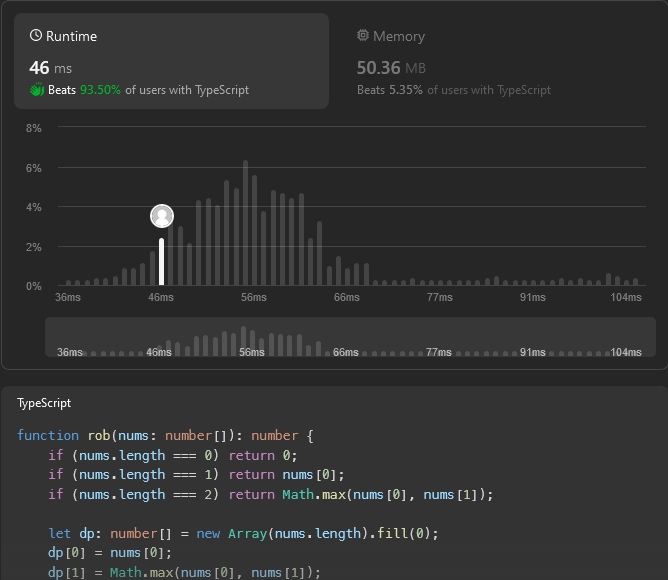 Runtime
Memory
46 ms
50.36 MB
Beats 93.50% of users with TypeScript
Beats 5.35% of users with TypeScript
8%
6%
4%
2%
0%
36ms 46ms 56ms 66ms 77ms 91ms 104ms
36ms 46ms 56ms 66ms 77ms 91ms 104ms
TypeScript
function rob(nums: number[]): number {
    if (nums.length === 0) return 0;
    if (nums.length === 1) return nums[0];
    if (nums.length === 2) return Math.max(nums[0], nums[1]);

    let dp: number[] = new Array(nums.length).fill(0);
    dp[0] = nums[0];
    dp[1] = Math.max(nums[0], nums[1]);